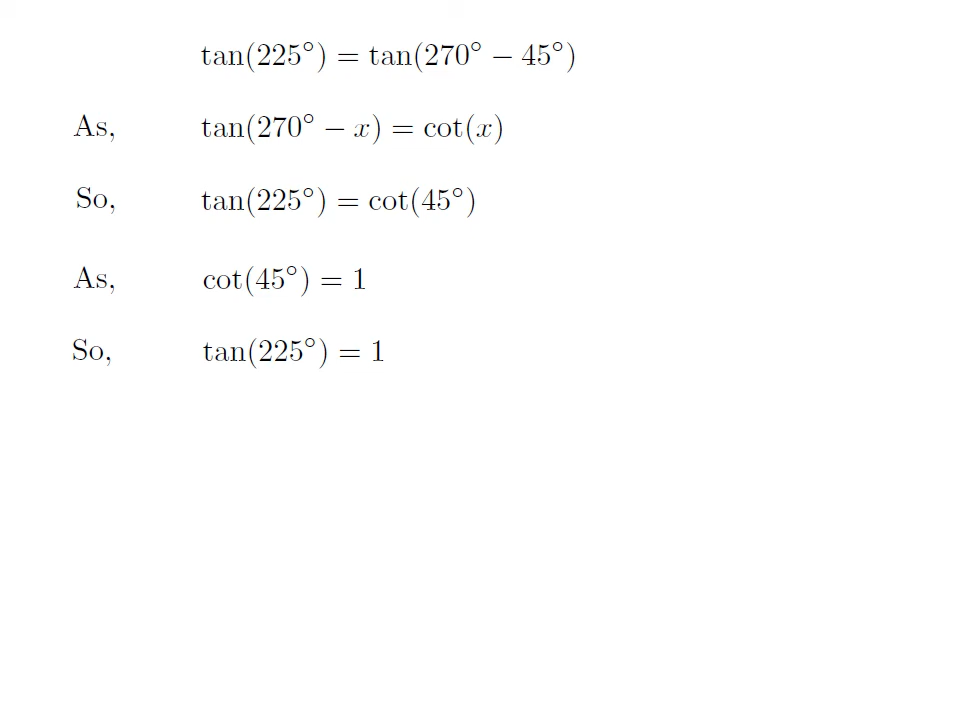 tan(225°) = tan(270° − 45°)
As, tan(270° − x) = cot(x)
So, tan(225°) = cot(45°)
As, cot(45°) = 1
So, tan(225°) = 1